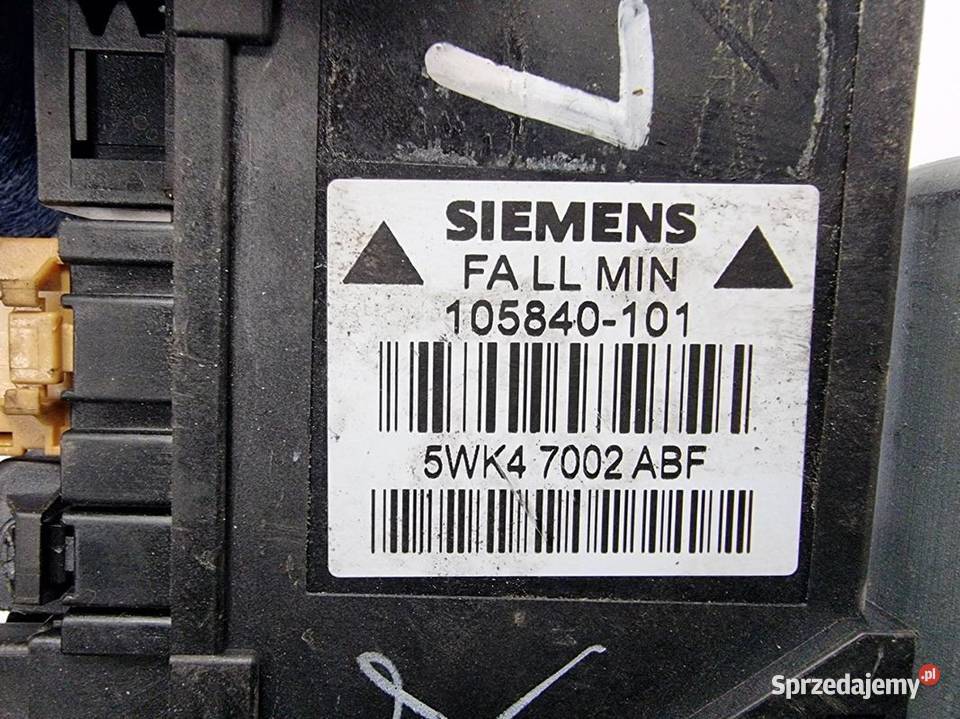 SIEMENS
FA LL MIN
105840-101
5WK4 7002 ABF
Sprzedajemy.pl